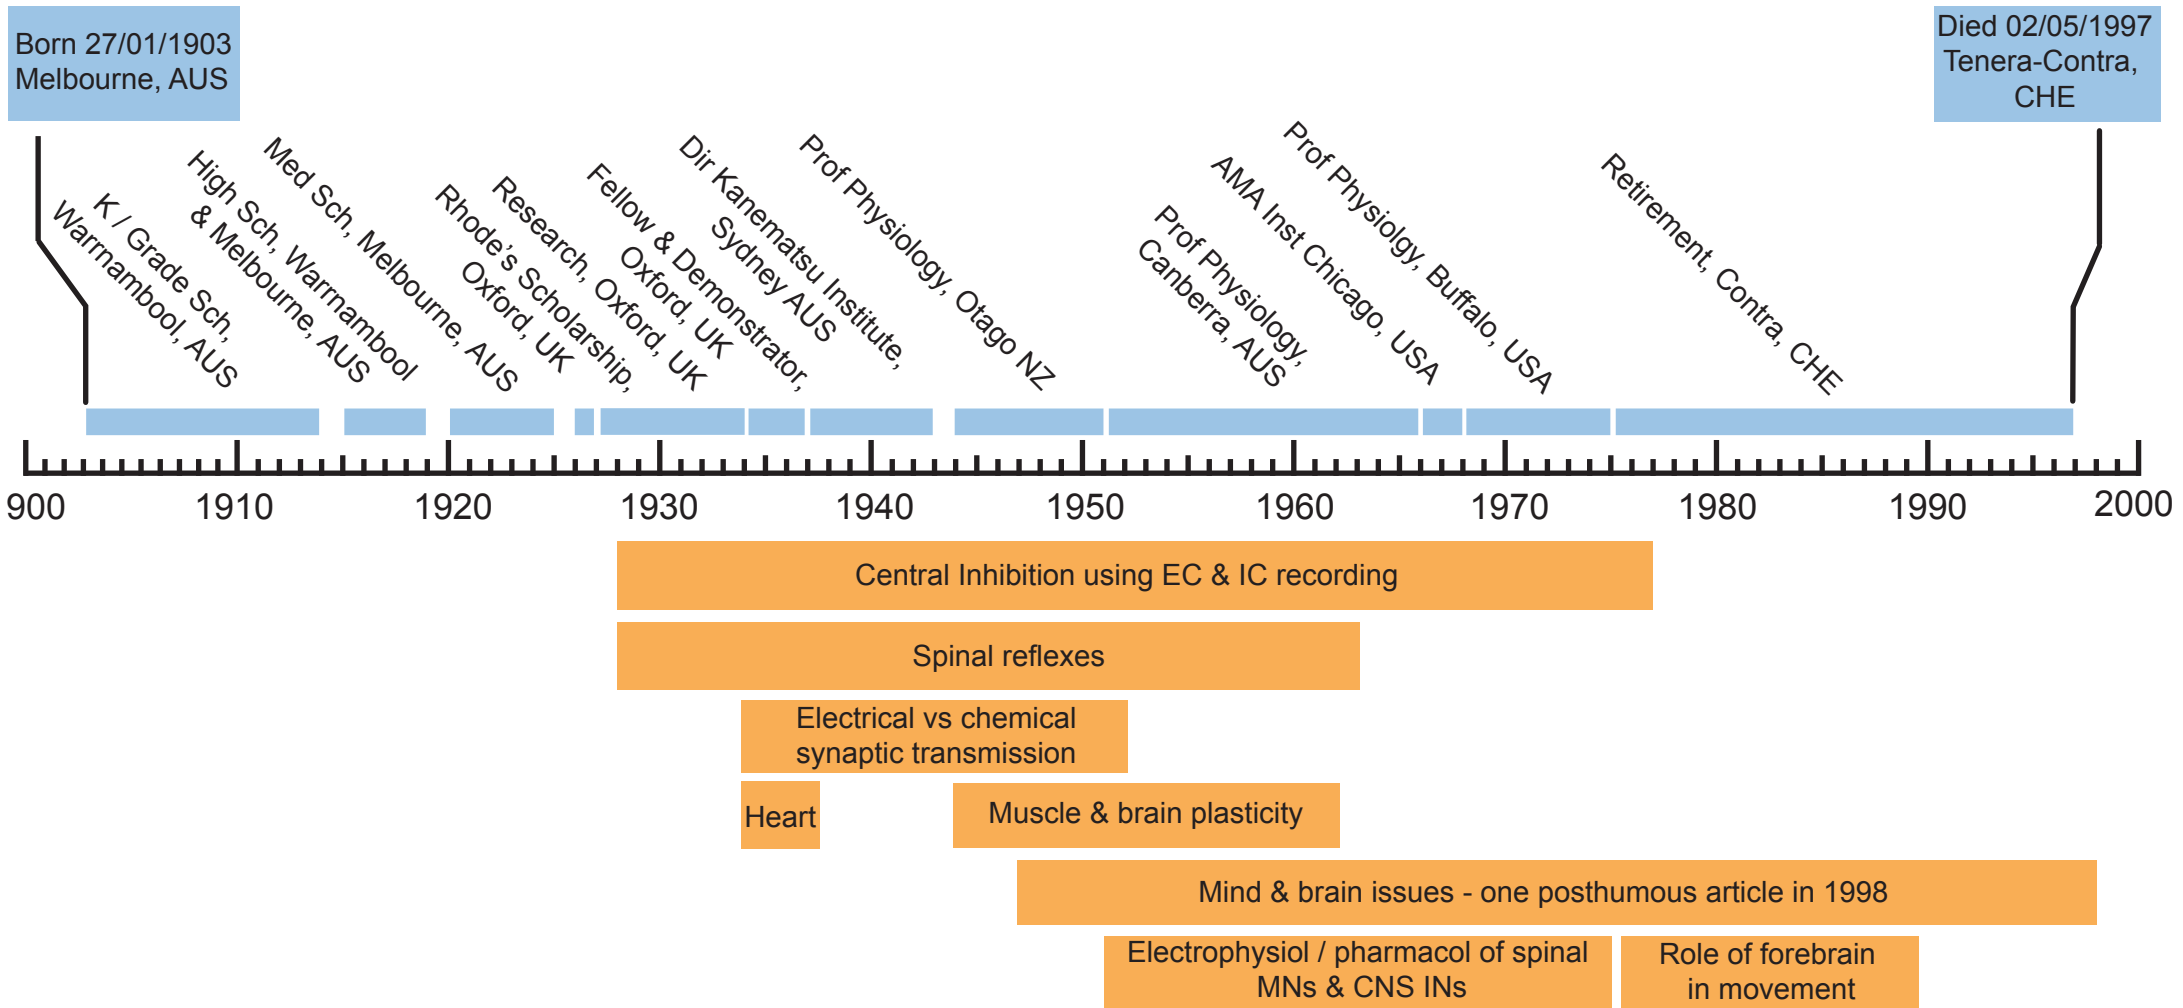 Born 27/01/1903
Melbourne, AUS
Died 02/05/1997
Tenera-Contra,
CHE
K / Grade Sch,
Warrnambool, AUS
High Sch, Warrnambool
& Melbourne, AUS
Med Sch, Melbourne, AUS
Rhode's Scholarship,
Oxford, UK
Research, Oxford, UK
Fellow & Demonstrator,
Oxford, UK
Dir Kanematsu Institute,
Sydney AUS
Prof Physiology, Otago NZ
Prof Physiology,
Canberra, AUS
AMA Inst Chicago, USA
Prof Physiolgy, Buffalo, USA
Retirement, Contra, CHE
900 1910 1920 1930 1940 1950 1960 1970 1980 1990 2000
Central Inhibition using EC & IC recording
Spinal reflexes
Electrical vs chemical
synaptic transmission
Heart
Muscle & brain plasticity
Mind & brain issues - one posthumous article in 1998
Electrophysiol / pharmacol of spinal
MNs & CNS INs
Role of forebrain
in movement